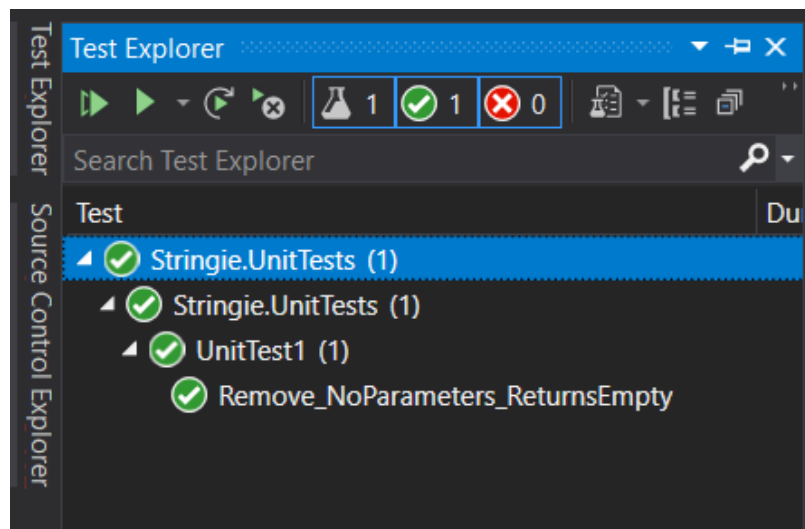 Test Explorer
Source Control Explorer
Test Explorer
1 1 0
Search Test Explorer
Test
Stringie.UnitTests (1)
Stringie.UnitTests (1)
UnitTest1 (1)
Remove_NoParameters_ReturnsEmpty